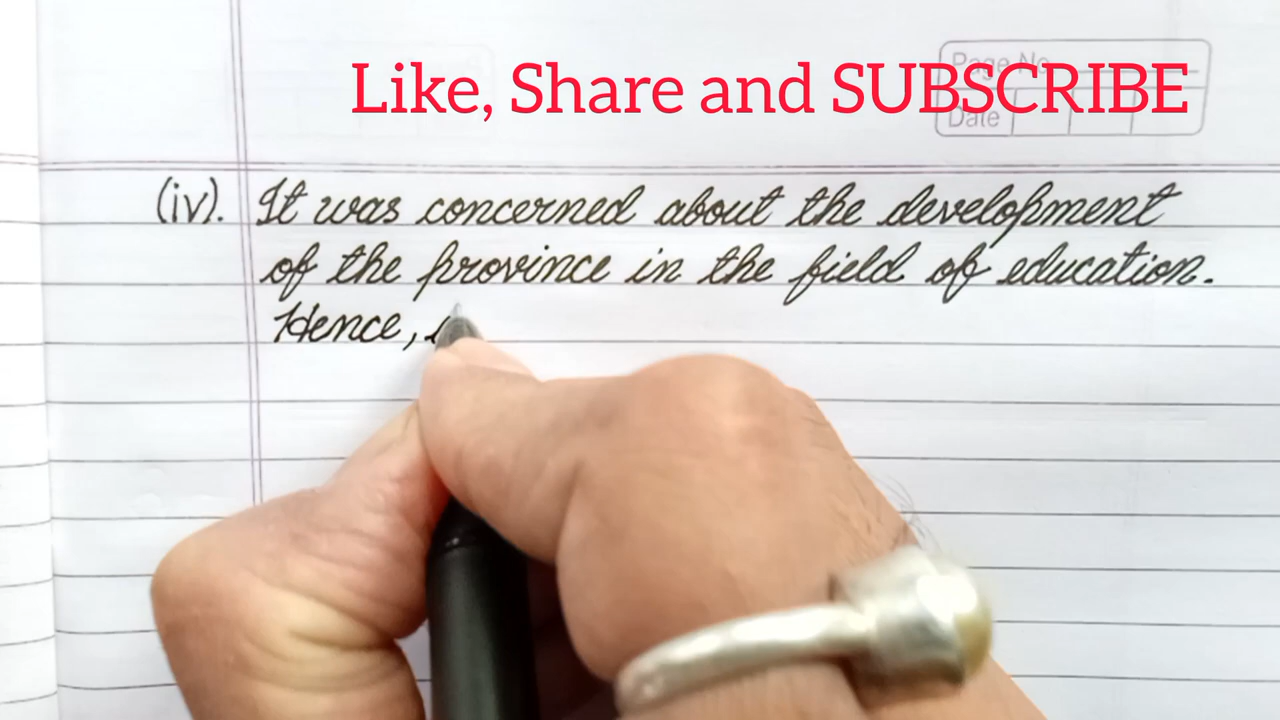 Like, Share and SUBSCRIBE
Page No.
Date
(iv). It was concerned about the development
of the province in the field of education.
Hence,